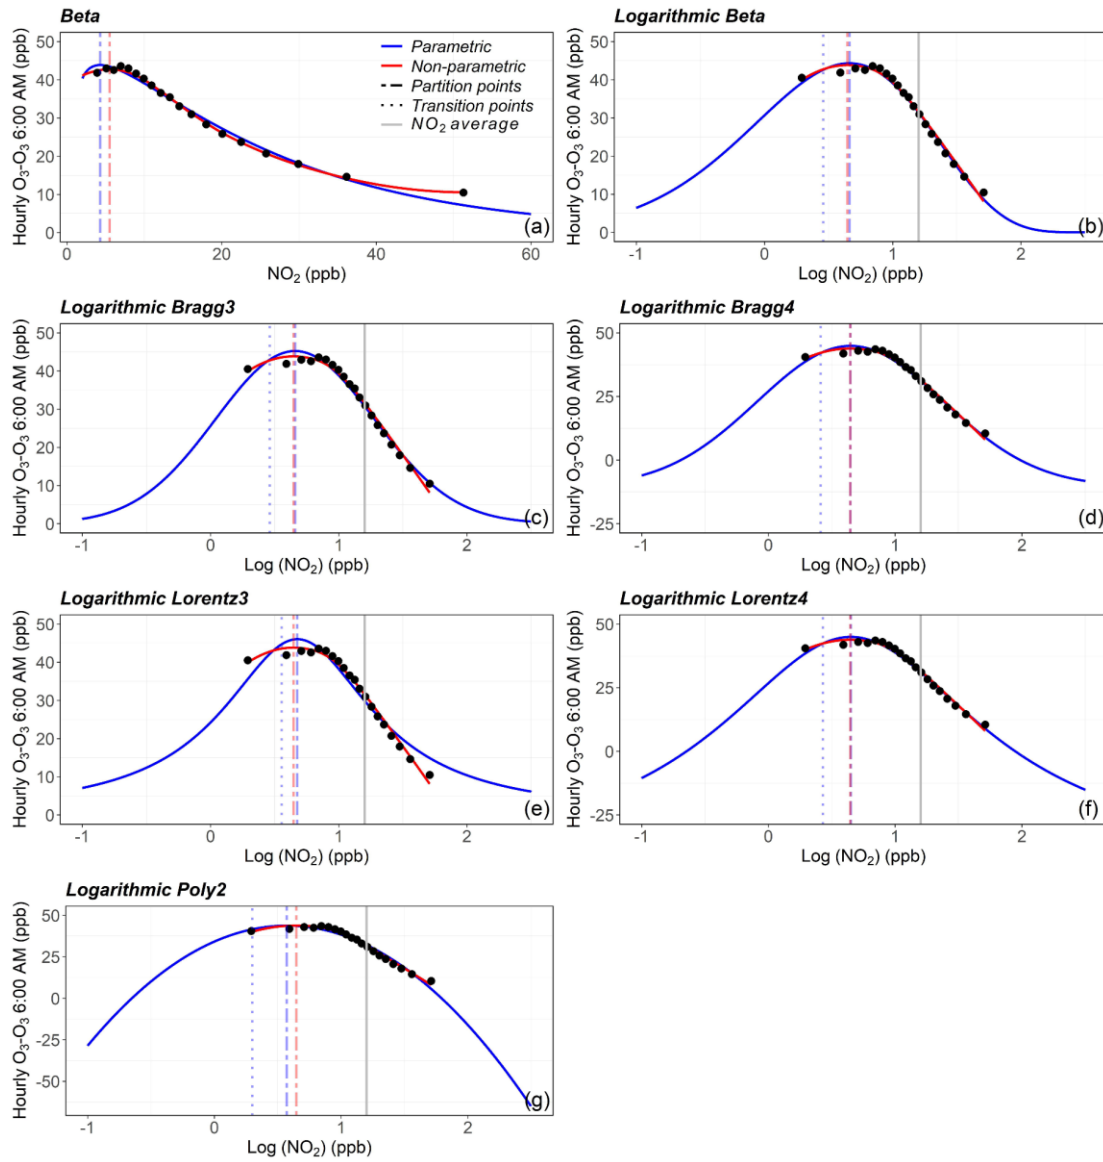 Beta
Hourly O₃-O₃ 6:00 AM (ppb)
50
40
30
20
10
0
Parametric
Non-parametric
Partition points
Transition points
NO₂ average
(a)
0 20 40 60
NO₂ (ppb)
Logarithmic Beta
Hourly O₃-O₃ 6:00 AM (ppb)
50
40
30
20
10
0
(b)
-1 0 1 2
Log (NO₂) (ppb)
Logarithmic Bragg3
Hourly O₃-O₃ 6:00 AM (ppb)
50
40
30
20
10
0
(c)
-1 0 1 2
Log (NO₂) (ppb)
Logarithmic Bragg4
Hourly O₃-O₃ 6:00 AM (ppb)
50
25
0
-25
(d)
-1 0 1 2
Log (NO₂) (ppb)
Logarithmic Lorentz3
Hourly O₃-O₃ 6:00 AM (ppb)
50
40
30
20
10
0
(e)
-1 0 1 2
Log (NO₂) (ppb)
Logarithmic Lorentz4
Hourly O₃-O₃ 6:00 AM (ppb)
50
25
0
-25
(f)
-1 0 1 2
Log (NO₂) (ppb)
Logarithmic Poly2
Hourly O₃-O₃ 6:00 AM (ppb)
50
25
0
-25
-50
(g)
-1 0 1 2
Log (NO₂) (ppb)